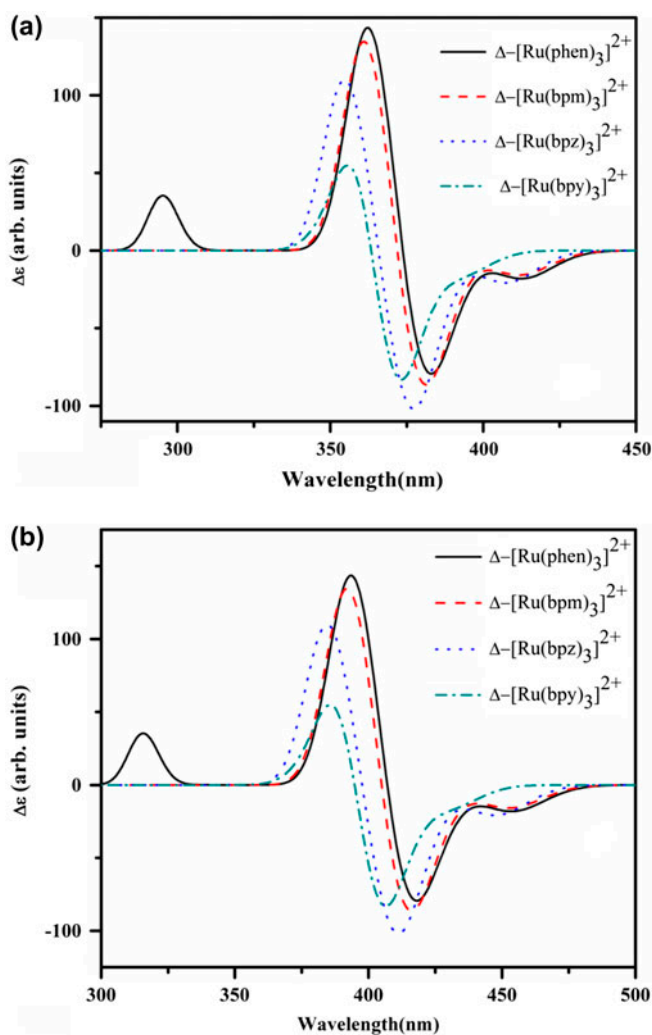 (a)
Δ–[Ru(phen)₃]²⁺
Δ–[Ru(bpm)₃]²⁺
Δ–[Ru(bpz)₃]²⁺
Δ–[Ru(bpy)₃]²⁺
Δε (arb. units)
100
0
-100
300 350 400 450
Wavelength(nm)
(b)
Δ–[Ru(phen)₃]²⁺
Δ–[Ru(bpm)₃]²⁺
Δ–[Ru(bpz)₃]²⁺
Δ–[Ru(bpy)₃]²⁺
Δε (arb. units)
100
0
-100
300 350 400 450 500
Wavelength(nm)